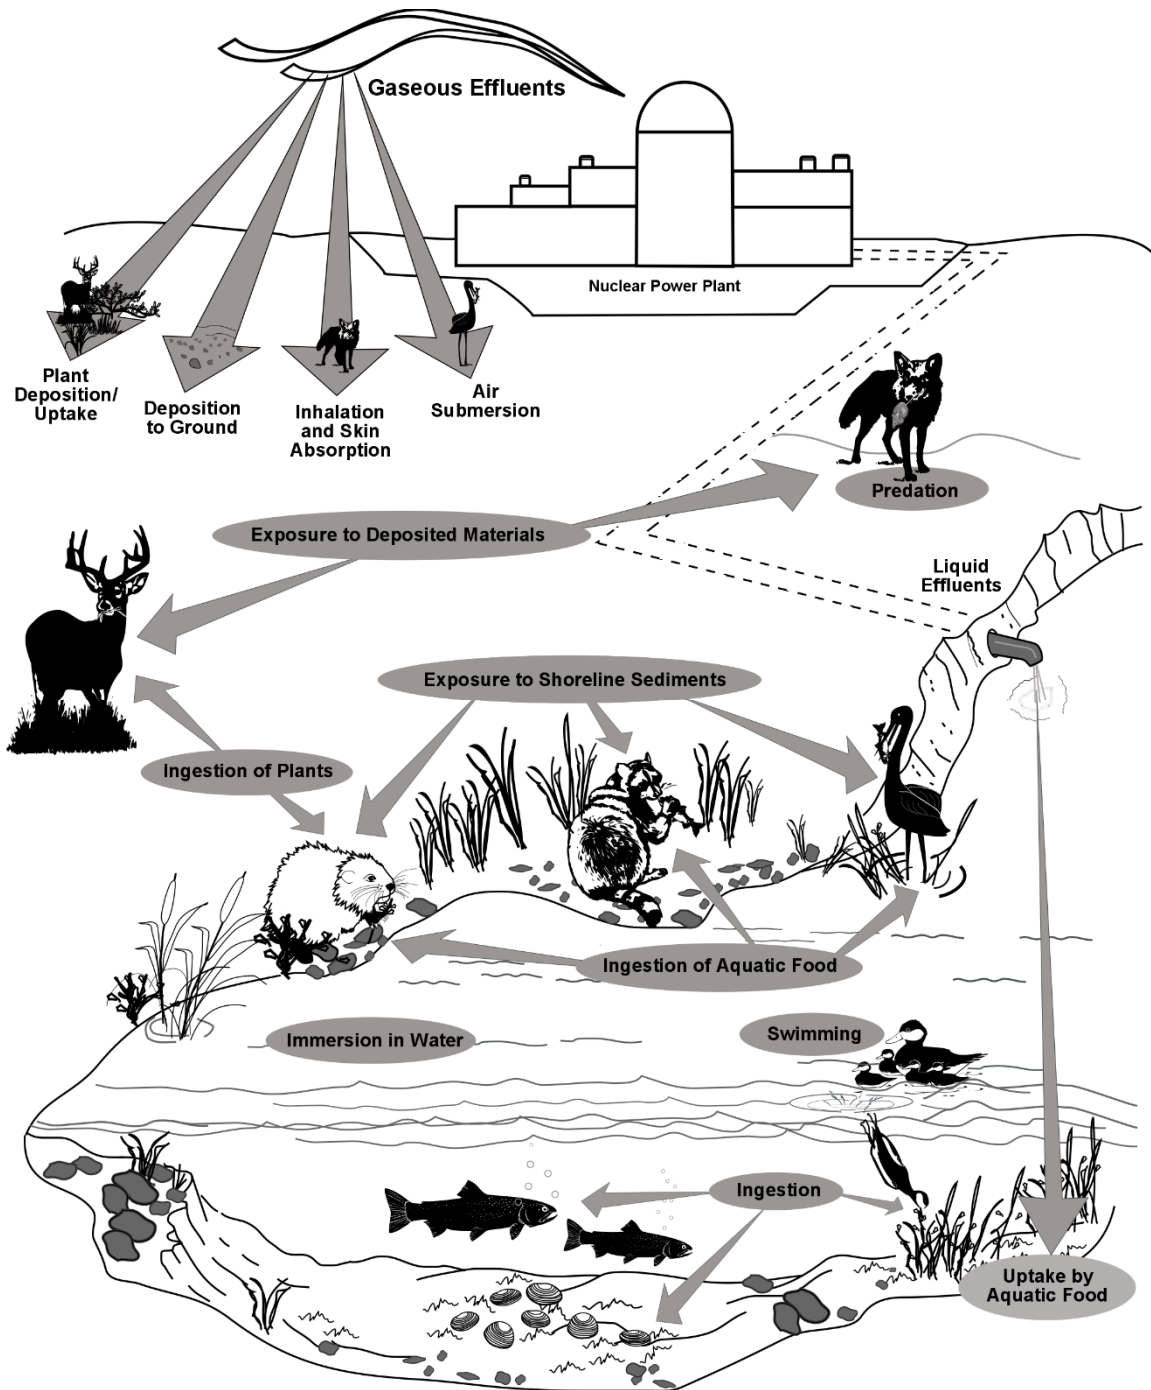 Gaseous Effluents
Nuclear Power Plant
Plant
Deposition/
Uptake
Deposition
to Ground
Inhalation
and Skin
Absorption
Air
Submersion
Predation
Exposure to Deposited Materials
Liquid
Effluents
Exposure to Shoreline Sediments
Ingestion of Plants
Ingestion of Aquatic Food
Immersion in Water
Swimming
Ingestion
Uptake by
Aquatic Food